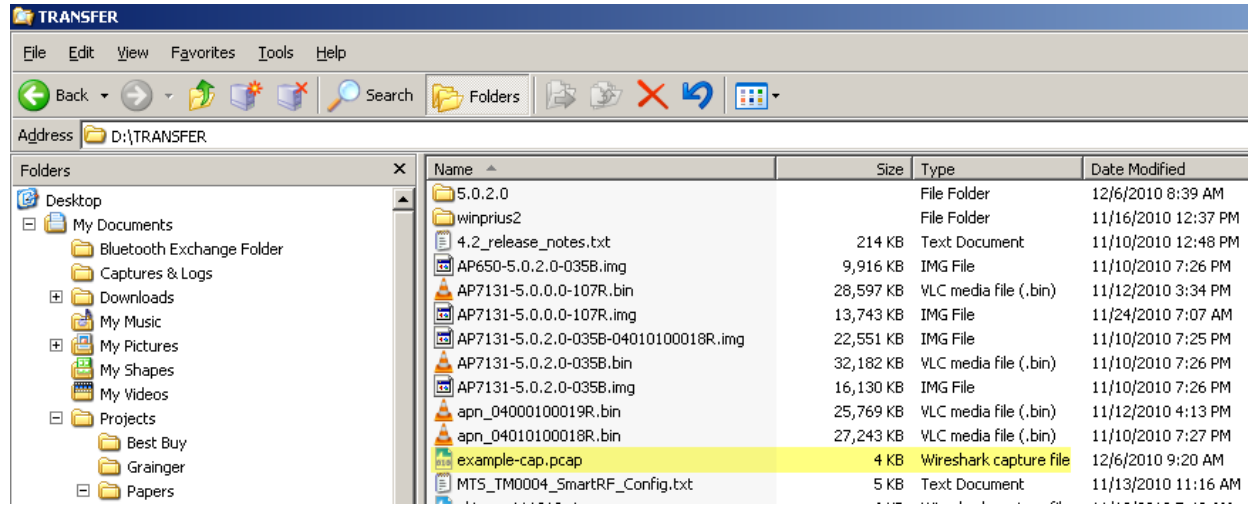 TRANSFER
File Edit View Favorites Tools Help
Back Search Folders
Address D:\TRANSFER
Folders
Desktop
My Documents
Bluetooth Exchange Folder
Captures & Logs
Downloads
My Music
My Pictures
My Shapes
My Videos
Projects
Best Buy
Grainger
Papers
Name Size Type Date Modified
5.0.2.0 File Folder 12/6/2010 8:39 AM
winprius2 File Folder 11/16/2010 12:37 PM
4.2_release_notes.txt 214 KB Text Document 11/10/2010 12:48 PM
AP650-5.0.2.0-035B.img 9,916 KB IMG File 11/10/2010 7:26 PM
AP7131-5.0.0.0-107R.bin 28,597 KB VLC media file (.bin) 11/12/2010 3:34 PM
AP7131-5.0.0.0-107R.img 13,743 KB IMG File 11/24/2010 7:07 AM
AP7131-5.0.2.0-035B-04010100018R.img 22,551 KB IMG File 11/10/2010 7:25 PM
AP7131-5.0.2.0-035B.bin 32,182 KB VLC media file (.bin) 11/10/2010 7:26 PM
AP7131-5.0.2.0-035B.img 16,130 KB IMG File 11/10/2010 7:26 PM
apn_04000100019R.bin 25,769 KB VLC media file (.bin) 11/12/2010 4:13 PM
apn_04010100018R.bin 27,243 KB VLC media file (.bin) 11/10/2010 7:27 PM
example-cap.pcap 4 KB Wireshark capture file 12/6/2010 9:20 AM
MTS_TM0004_SmartRF_Config.txt 5 KB Text Document 11/13/2010 11:16 AM